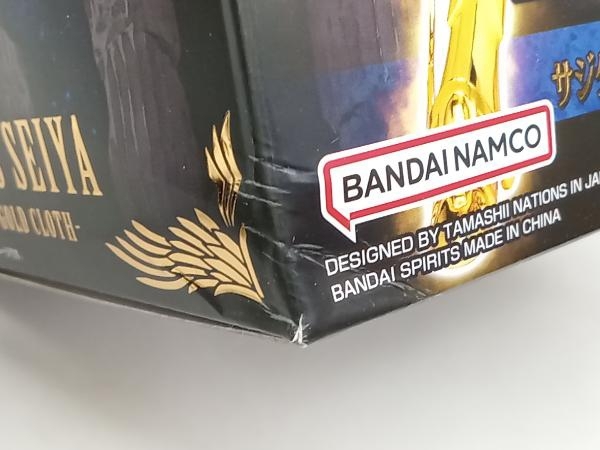 SEIYA
GOLD CLOTH-
サジ
BANDAI NAMCO
DESIGNED BY TAMASHII NATIONS IN JA
BANDAI SPIRITS MADE IN CHINA